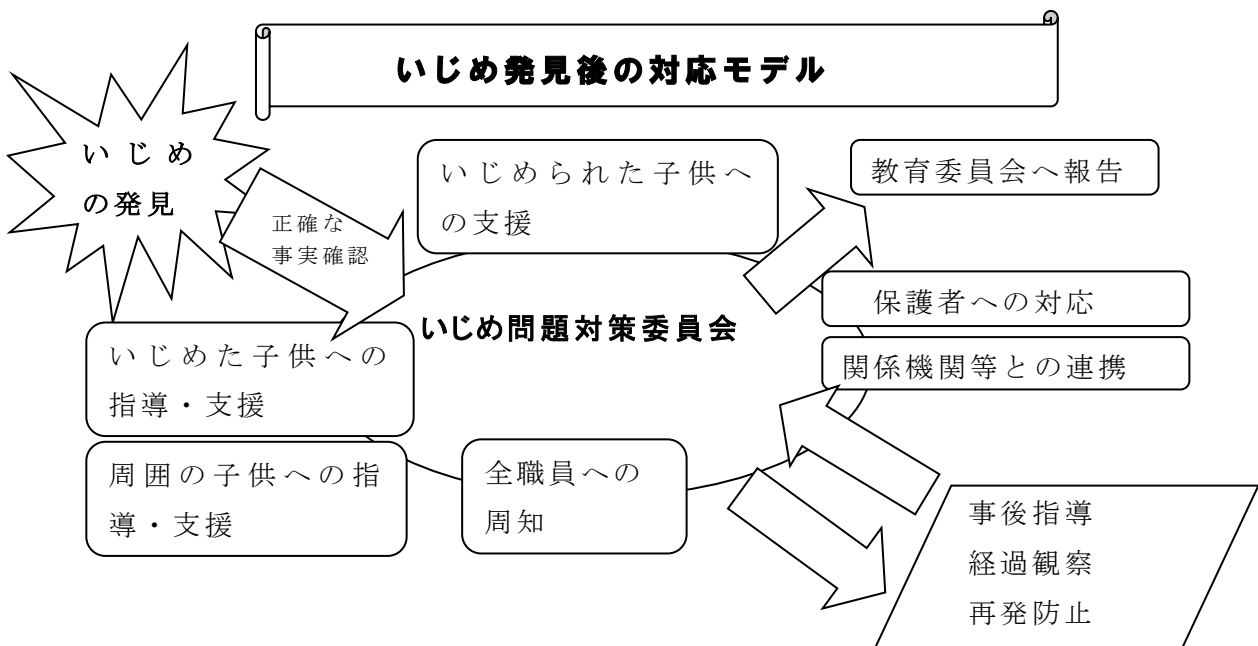 いじめ発見後の対応モデル
いじめ
の発見
正確な
事実確認
いじめられた子供へ
の支援
教育委員会へ報告
保護者への対応
関係機関等との連携
いじめ問題対策委員会
いじめた子供への
指導・支援
周囲の子供への指
導・支援
全職員への
周知
事後指導
経過観察
再発防止